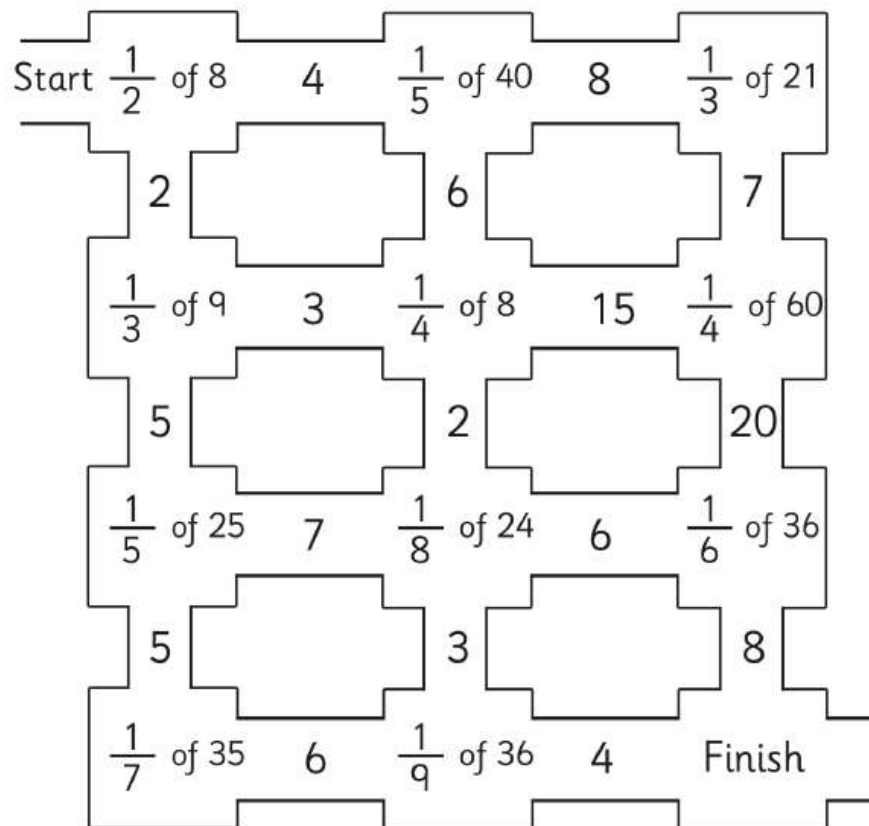 Start 1/2 of 8 4 1/5 of 40 8 1/3 of 21
2 6 7
1/3 of 9 3 1/4 of 8 15 1/4 of 60
5 2 20
1/5 of 25 7 1/8 of 24 6 1/6 of 36
5 3 8
1/7 of 35 6 1/9 of 36 4 Finish